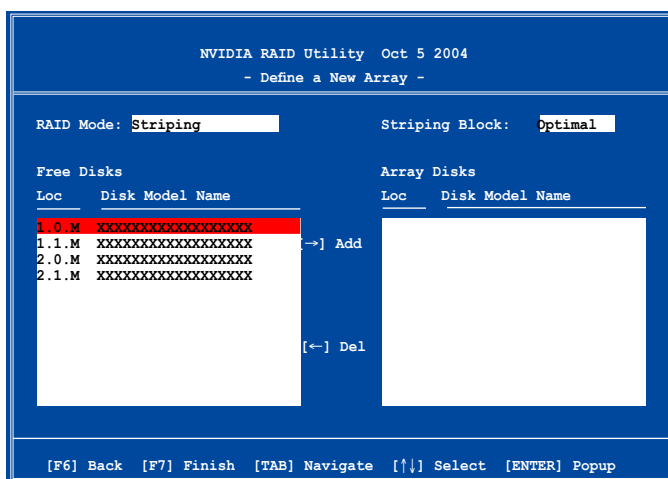 NVIDIA RAID Utility Oct 5 2004
- Define a New Array -
RAID Mode: Striping Striping Block: Optimal
Free Disks Array Disks
Loc Disk Model Name Loc Disk Model Name
1.0.M XXXXXXXXXXXXXXXXXX
1.1.M XXXXXXXXXXXXXXXXXX
[→] Add
2.0.M XXXXXXXXXXXXXXXXXX
2.1.M XXXXXXXXXXXXXXXXXX
[←] Del
[F6] Back [F7] Finish [TAB] Navigate [↑↓] Select [ENTER] Popup